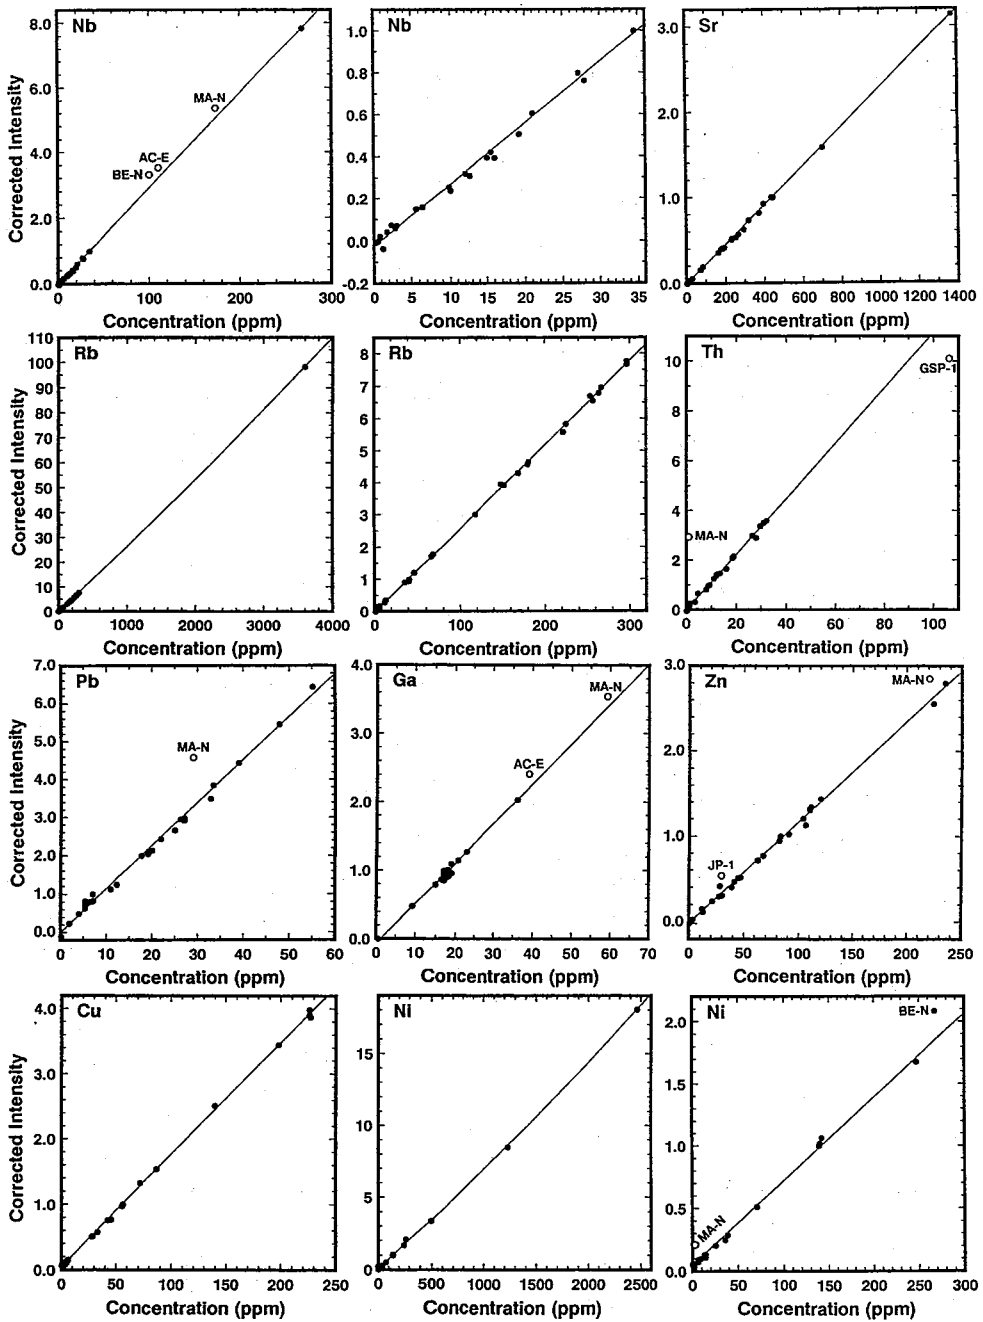 Nb
8.0
6.0
4.0
2.0
0.0
MA-N
AC-E
BE-N
0 100 200 300
Corrected Intensity
Concentration (ppm)
Nb
1.0
0.8
0.6
0.4
0.2
0.0
-0.2
0 5 10 15 20 25 30 35
Concentration (ppm)
Sr
3.0
2.0
1.0
0.0
200 400 600 800 1000 1200 1400
Concentration (ppm)
Rb
110
100
90
80
70
60
50
40
30
20
10
0
0 1000 2000 3000 4000
Corrected Intensity
Concentration (ppm)
Rb
8
7
6
5
4
3
2
1
0
0 100 200 300
Concentration (ppm)
Th
10
8
6
4
2
0
GSP-1
MA-N
0 20 40 60 80 100
Concentration (ppm)
Pb
7.0
6.0
5.0
4.0
3.0
2.0
1.0
0.0
MA-N
10 20 30 40 50 60
Corrected Intensity
Concentration (ppm)
Ga
4.0
3.0
2.0
1.0
0.0
MA-N
AC-E
0 10 20 30 40 50 60 70
Concentration (ppm)
Zn
3.0
2.0
1.0
0.0
MA-N
JP-1
0 50 100 150 200 250
Concentration (ppm)
Cu
4.0
3.0
2.0
1.0
0.0
0 50 100 150 200 250
Corrected Intensity
Concentration (ppm)
Ni
15
10
5
0
0 500 1000 1500 2000 2500
Concentration (ppm)
Ni
2.0
1.5
1.0
0.5
0.0
BE-N
MA-N
0 50 100 150 200 250 300
Concentration (ppm)